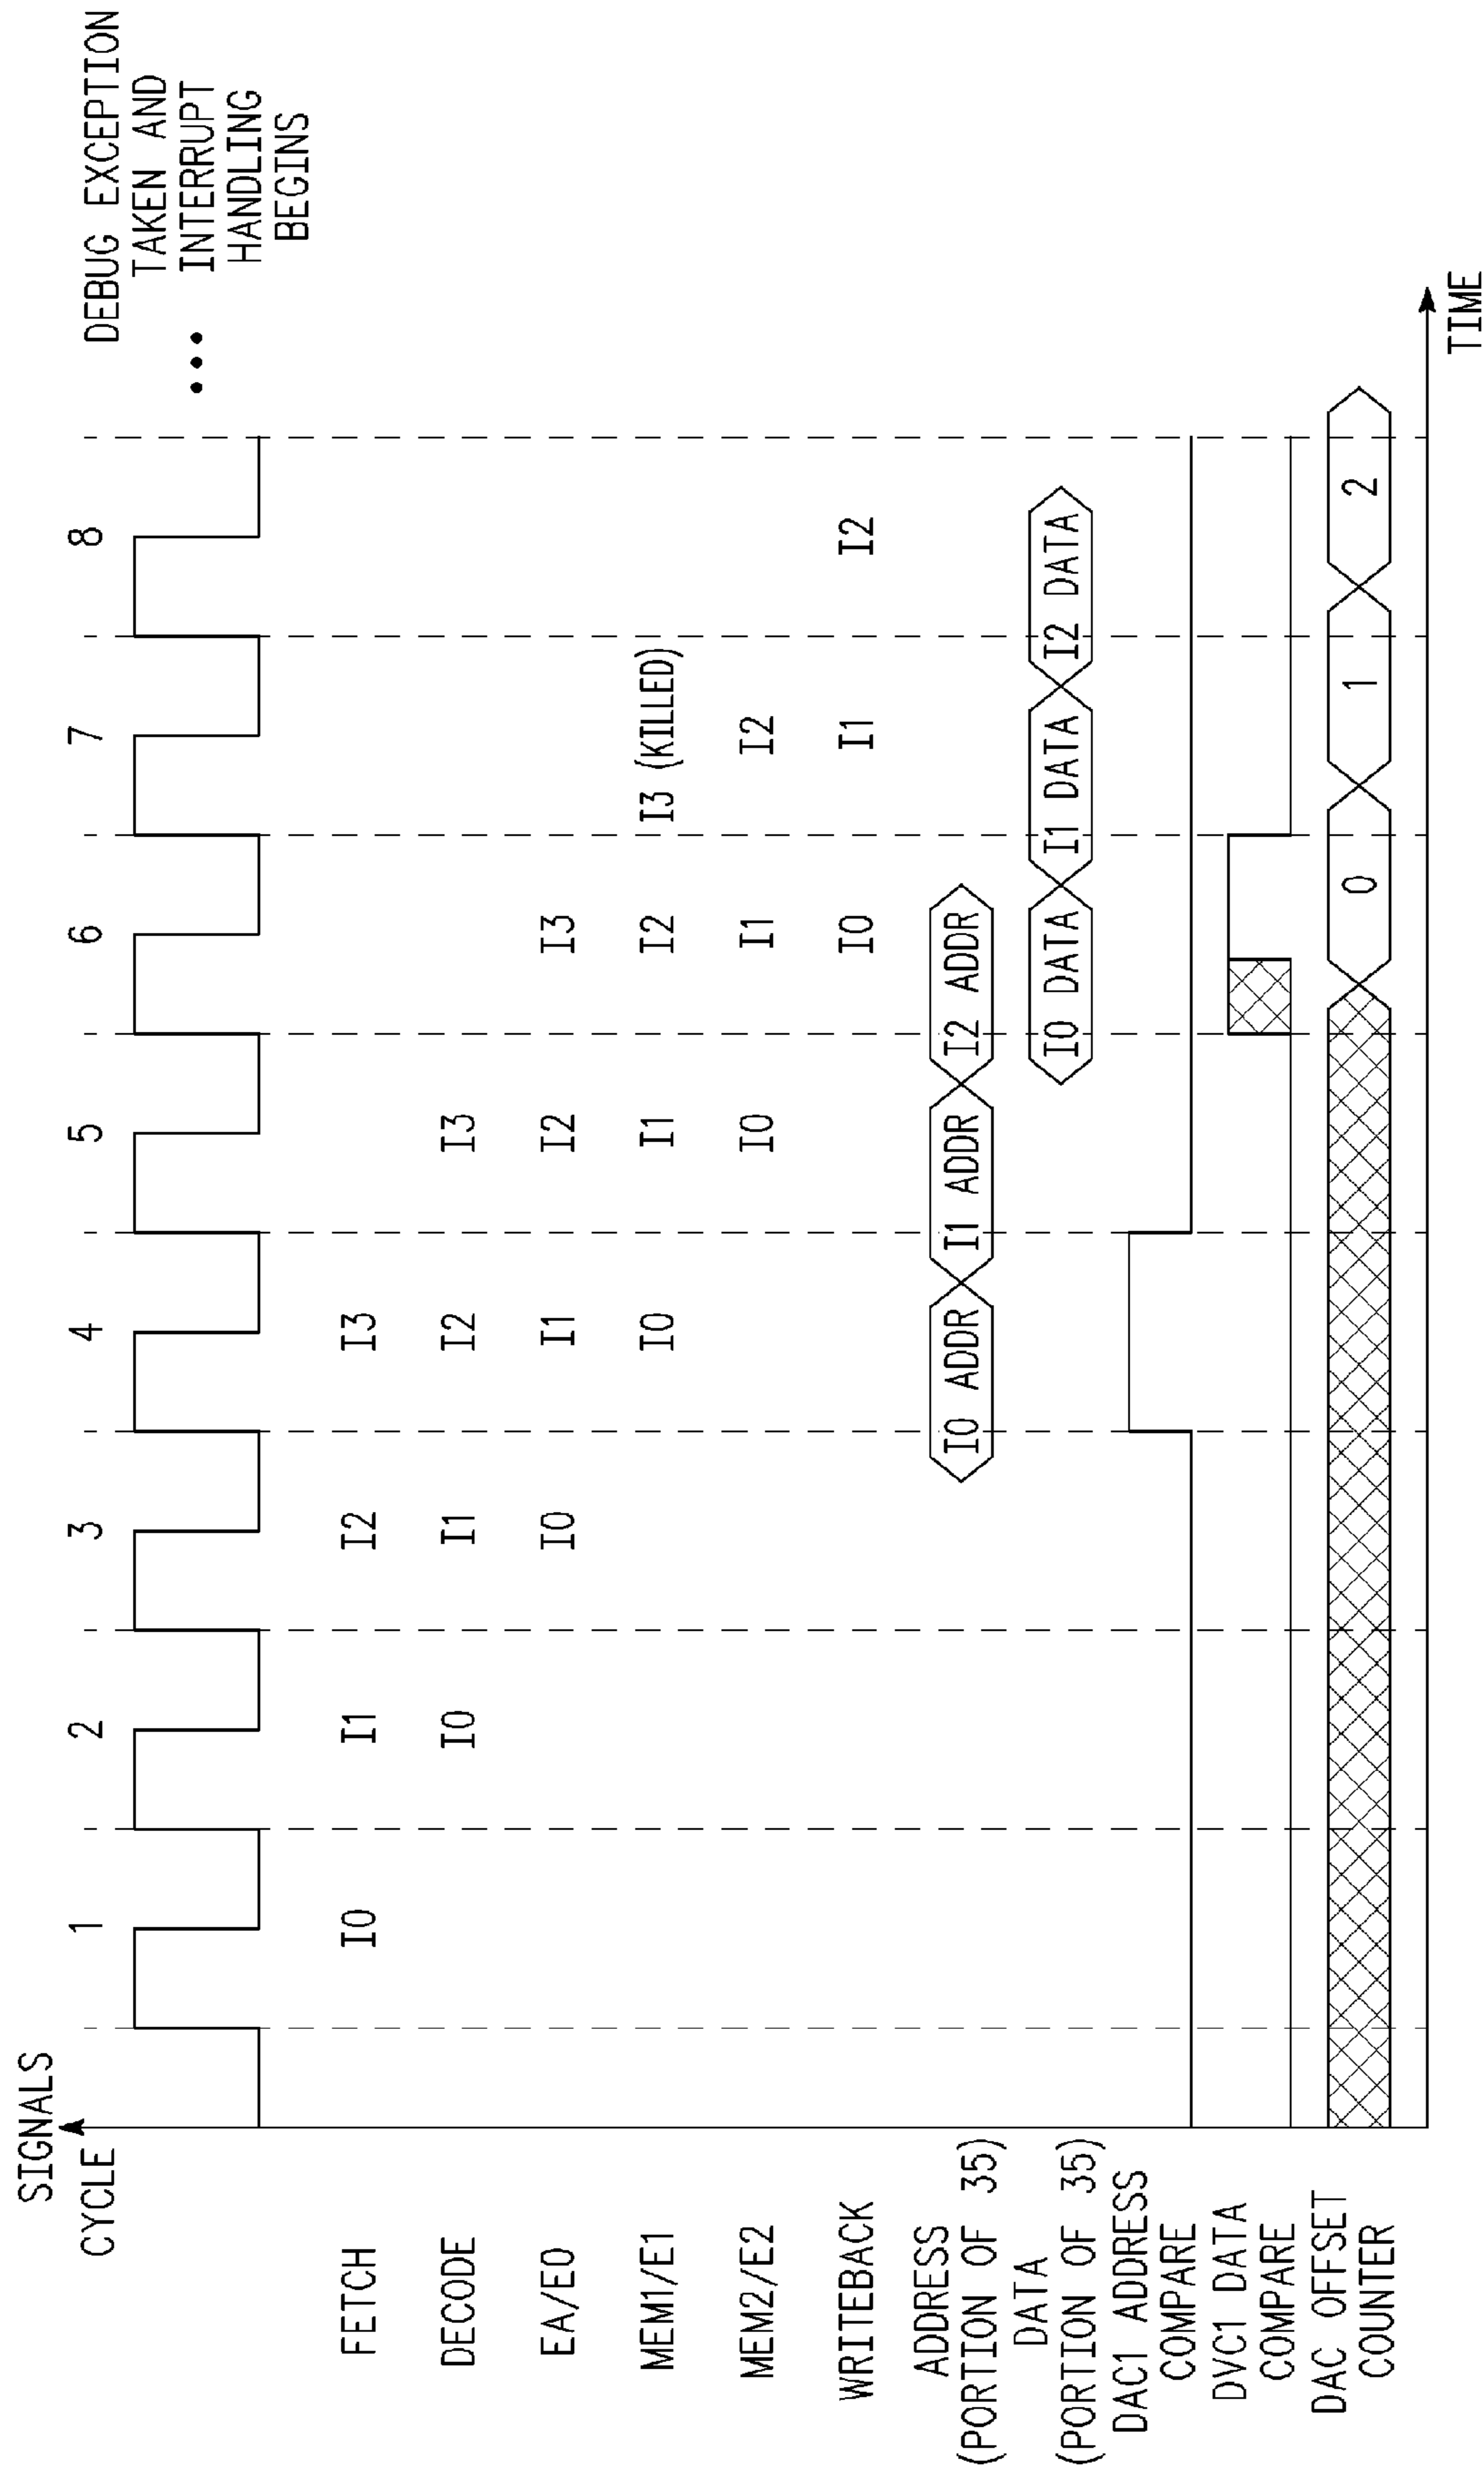 SIGNALS
CYCLE 1 2 3 4 5 6 7 8
DEBUG EXCEPTION
TAKEN AND
INTERRUPT
HANDLING
BEGINS
FETCH I0 I1 I2 I3
DECODE I0 I1 I2 I3
EA/E0 I0 I1 I2 I3
MEM1/E1 I0 I1 I2 I3 (KILLED)
MEM2/E2 I0 I1 I2
WRITEBACK I0 I1 I2
ADDRESS
(PORTION OF 35) I0 ADDR I1 ADDR I2 ADDR
DATA
(PORTION OF 35) I0 DATA I1 DATA I2 DATA
DAC1 ADDRESS
COMPARE
DVC1 DATA
COMPARE
DAC OFFSET
COUNTER 0 1 2
TIME